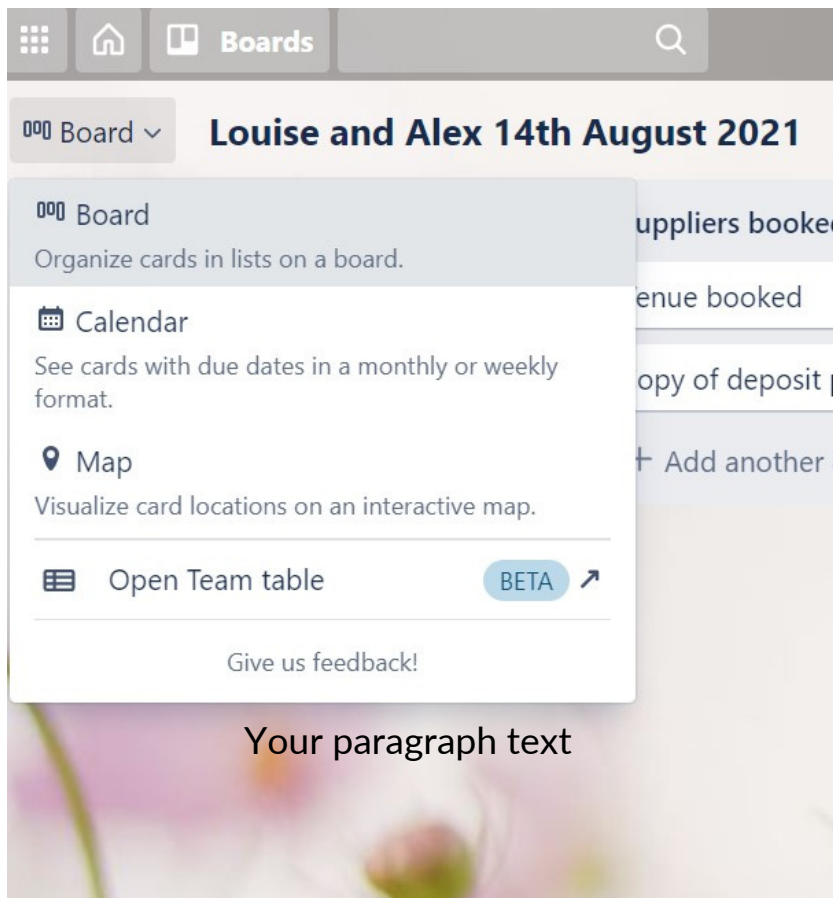 Boards
Board
Louise and Alex 14th August 2021
Board
Organize cards in lists on a board.
Calendar
See cards with due dates in a monthly or weekly
format.
Map
Visualize card locations on an interactive map.
Open Team table BETA
Give us feedback!
uppliers booked
enue booked
opy of deposit p
+ Add another
Your paragraph text